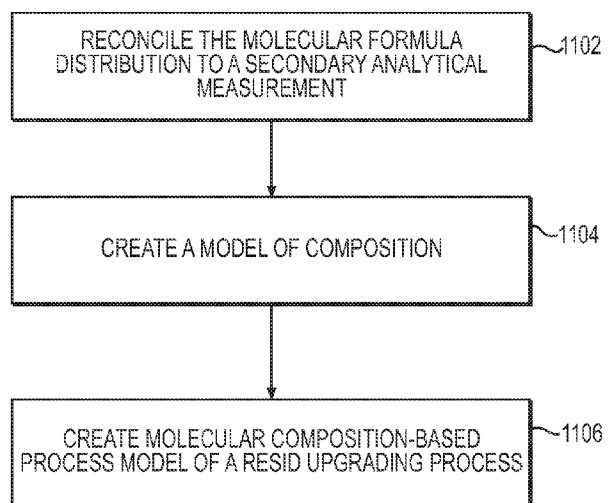 RECONCILE THE MOLECULAR FORMULA
DISTRIBUTION TO A SECONDARY ANALYTICAL
MEASUREMENT
1102
CREATE A MODEL OF COMPOSITION
1104
CREATE MOLECULAR COMPOSITION-BASED
PROCESS MODEL OF A RESID UPGRADING PROCESS
1106